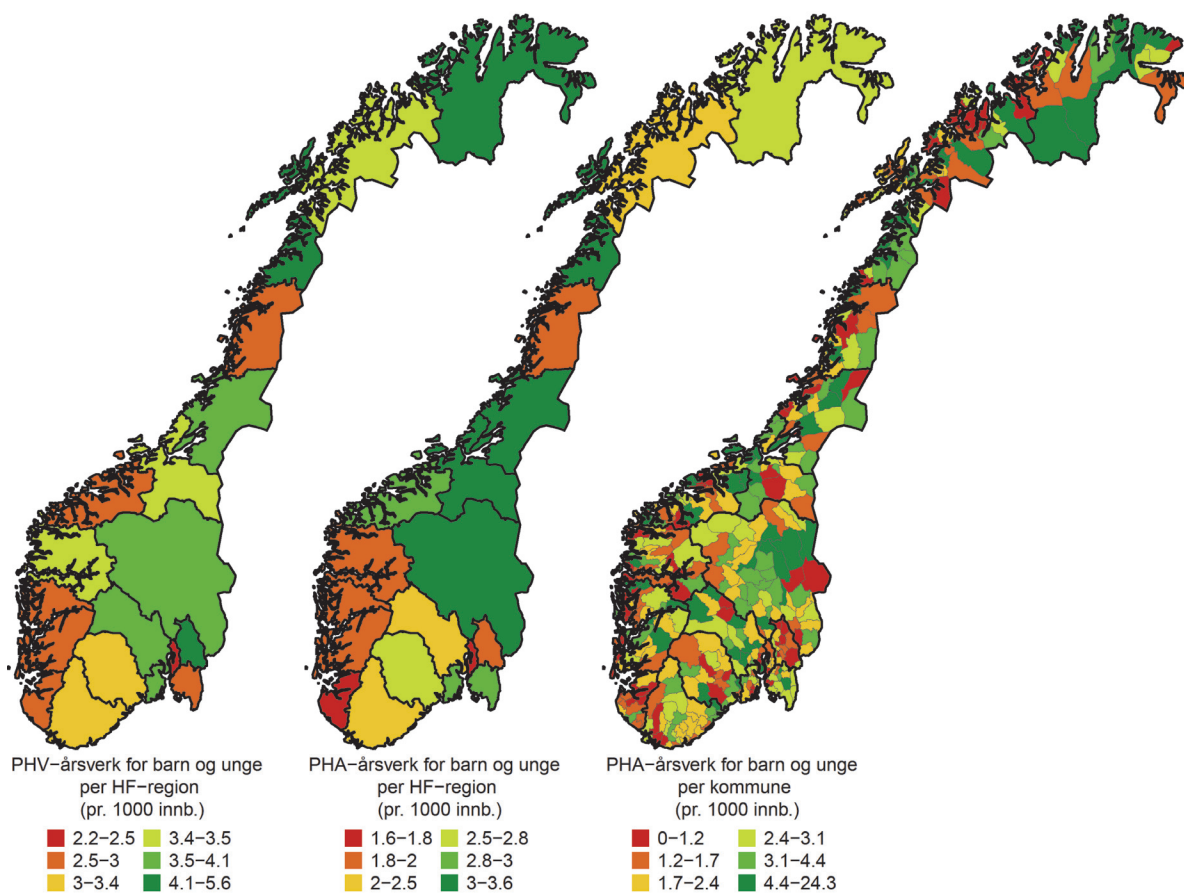 PHV−årsverk for barn og unge
per HF−region
(pr. 1000 innb.)
2.2−2.5
2.5−3
3−3.4
3.4−3.5
3.5−4.1
4.1−5.6
PHA−årsverk for barn og unge
per HF−region
(pr. 1000 innb.)
1.6−1.8
1.8−2
2−2.5
2.5−2.8
2.8−3
3−3.6
PHA−årsverk for barn og unge
per kommune
(pr. 1000 innb.)
0−1.2
1.2−1.7
1.7−2.4
2.4−3.1
3.1−4.4
4.4−24.3